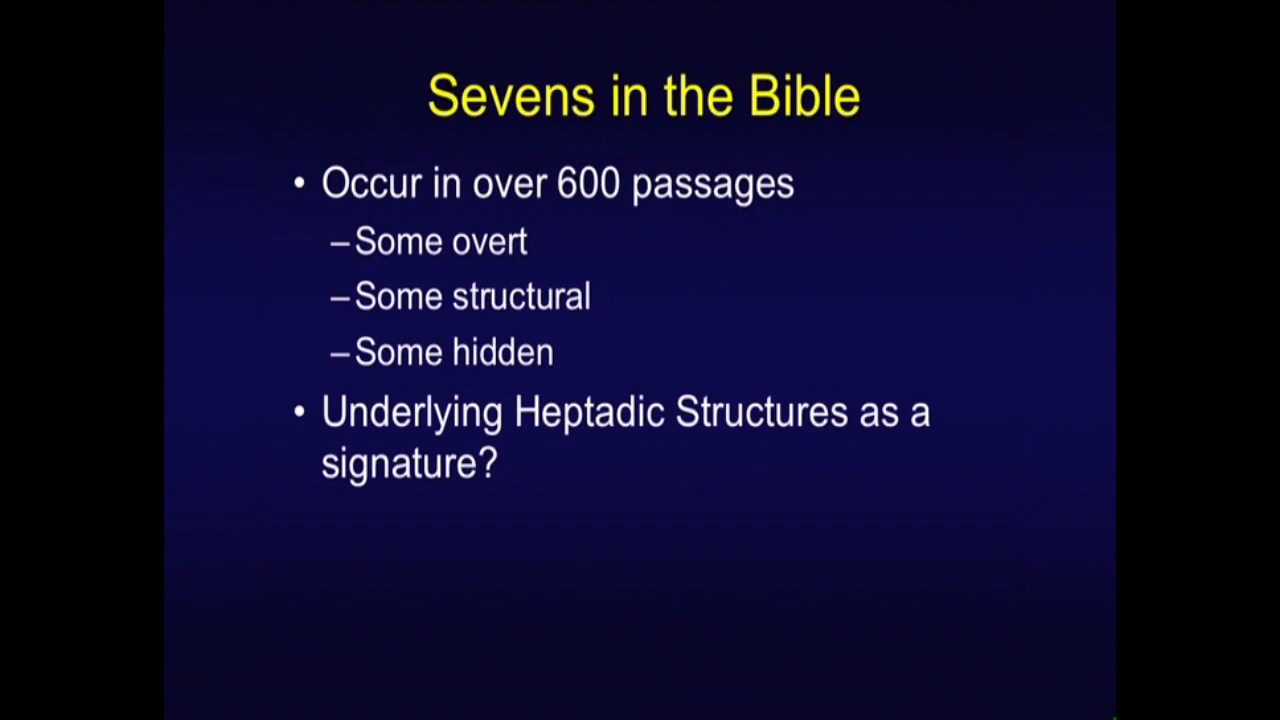 Sevens in the Bible
• Occur in over 600 passages
–Some overt
–Some structural
–Some hidden
• Underlying Heptadic Structures as a
signature?